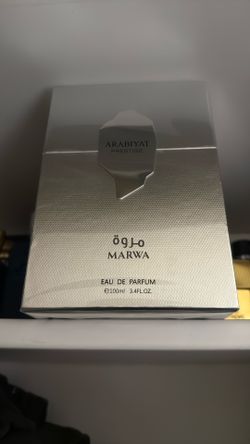 ARABIYAT
PRESTIGE
مروة
MARWA
EAU DE PARFUM
℮100ml 3.4FL.OZ.